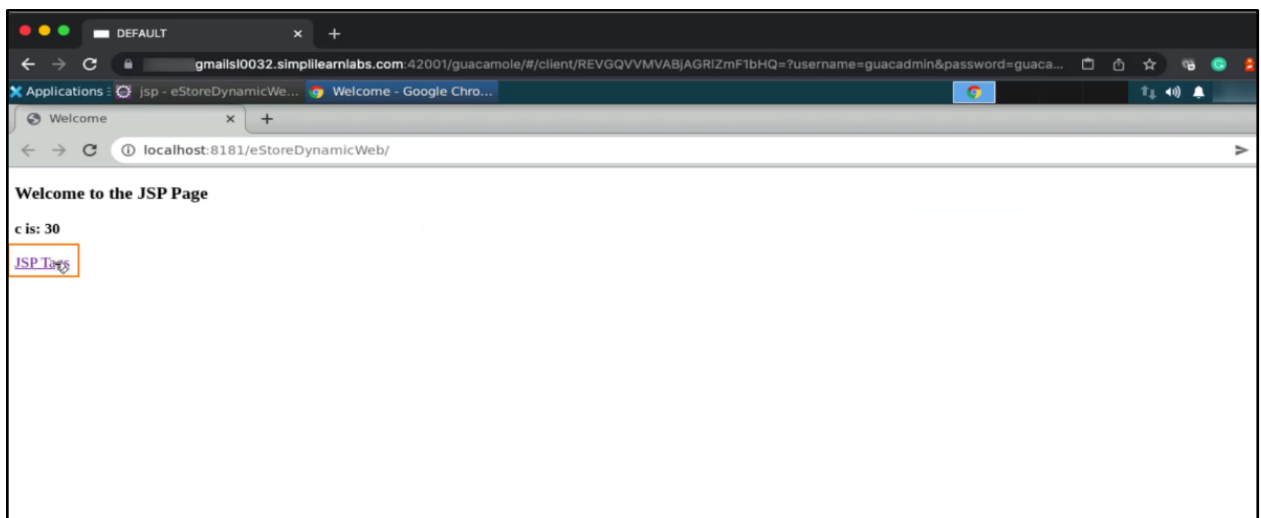 DEFAULT
gmailsl0032.simplilearnlabs.com:42001/guacamole/#/client/REVGQVVMVABjAGRlZmF1bHQ=?username=guacadmin&password=guaca...
Applications
jsp - eStoreDynamicWe...
Welcome - Google Chro...
Welcome
localhost:8181/eStoreDynamicWeb/
Welcome to the JSP Page
c is: 30
JSP Tags